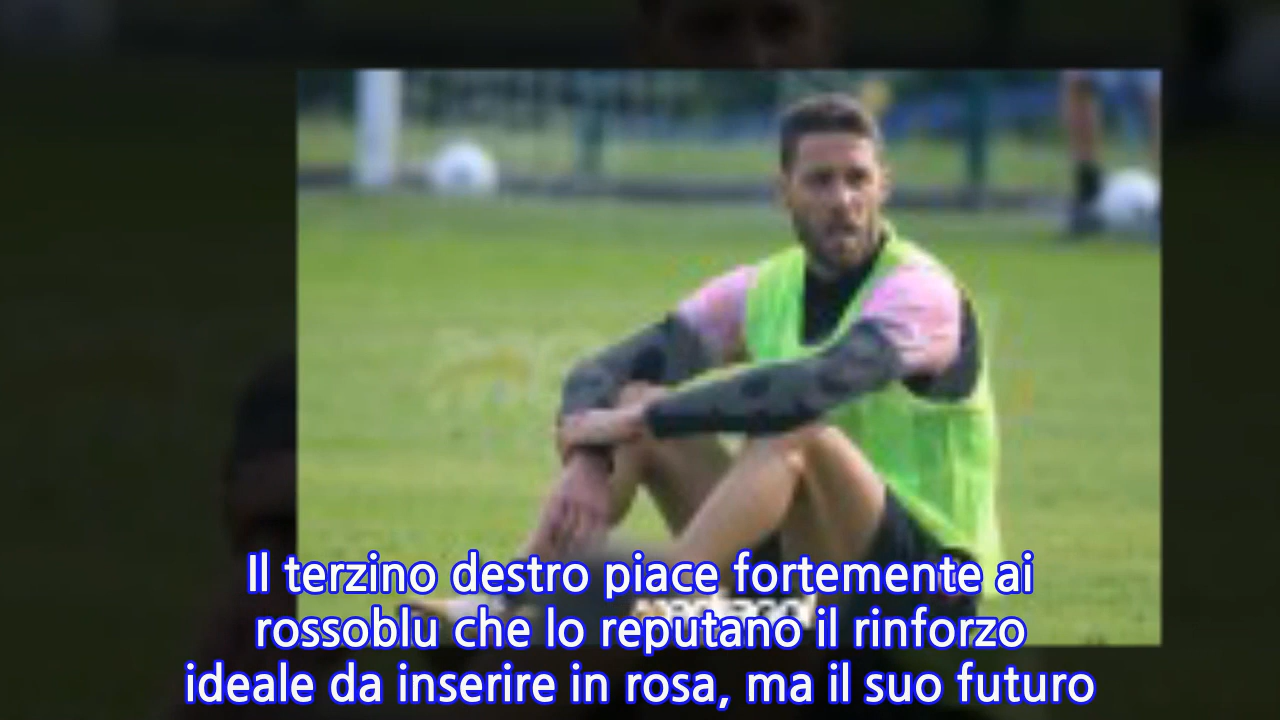 Il terzino destro piace fortemente ai
rossoblu che lo reputano il rinforzo
ideale da inserire in rosa, ma il suo futuro